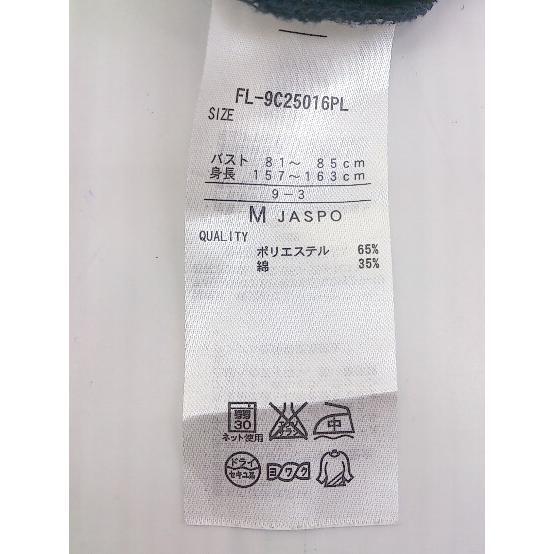 FL-9C25016PL
SIZE
バスト 81～ 85cm
身長 157～163cm
9-3
M JASPO
QUALITY
ポリエステル 65%
綿 35%
30 中
ネット使用
ドライ ヨワク
セキユ系